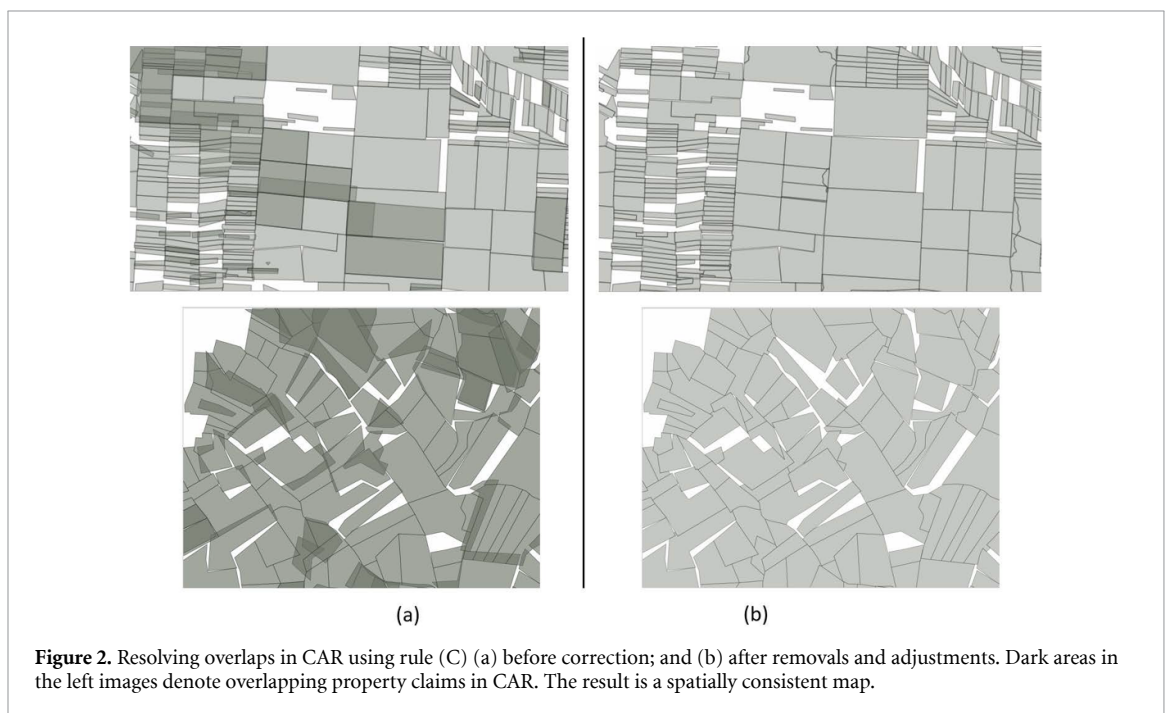 (a)
(b)
Figure 2. Resolving overlaps in CAR using rule (C) (a) before correction; and (b) after removals and adjustments. Dark areas in
the left images denote overlapping property claims in CAR. The result is a spatially consistent map.